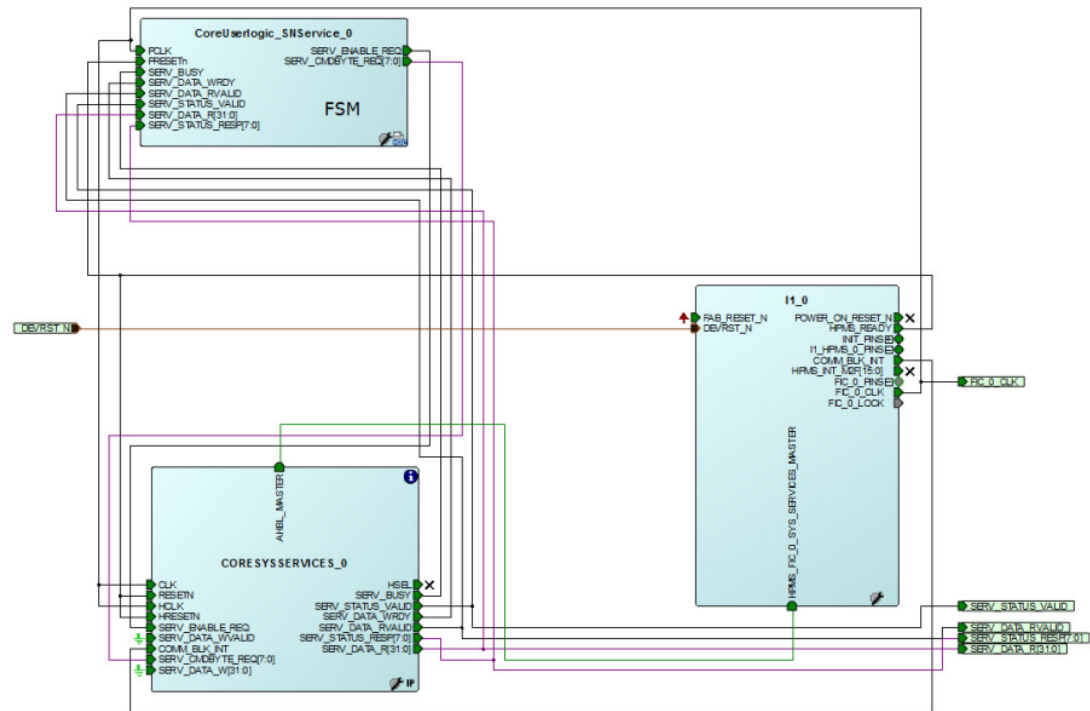 CoreUserlogic_SNService_0
PCLK
PRESETn
SERV_BUSY
SERV_DATA_WRDY
SERV_DATA_RVALID
SERV_STATUS_VALID
SERV_DATA_R[31:0]
SERV_STATUS_RESP[7:0]
SERV_ENABLE_REQ
SERV_CMDBYTE_REQ[7:0]
FSM
DEVRST_N
I1_0
FAB_RESET_N
DEVRST_N
POWER_ON_RESET_N
HPMS_READY
INIT_PINS
I1_HPMS_0_PINS
COMM_BLK_INT
HPMS_INT_M2F[15:0]
FIC_0_PINS
FIC_0_CLK
FIC_0_LOCK
HPMS_FIC_0_SYS_SERVICES_MASTER
FIC_0_CLK
AHBL_MASTER
CORESYSSERVICES_0
CLK
RESETN
HCLK
HRESETN
SERV_ENABLE_REQ
SERV_DATA_WVALID
COMM_BLK_INT
SERV_CMDBYTE_REQ[7:0]
SERV_DATA_W[31:0]
HSEL
SERV_BUSY
SERV_STATUS_VALID
SERV_DATA_WRDY
SERV_DATA_RVALID
SERV_STATUS_RESP[7:0]
SERV_DATA_R[31:0]
IP
SERV_STATUS_VALID
SERV_DATA_RVALID
SERV_STATUS_RESP[7:0]
SERV_DATA_R[31:0]